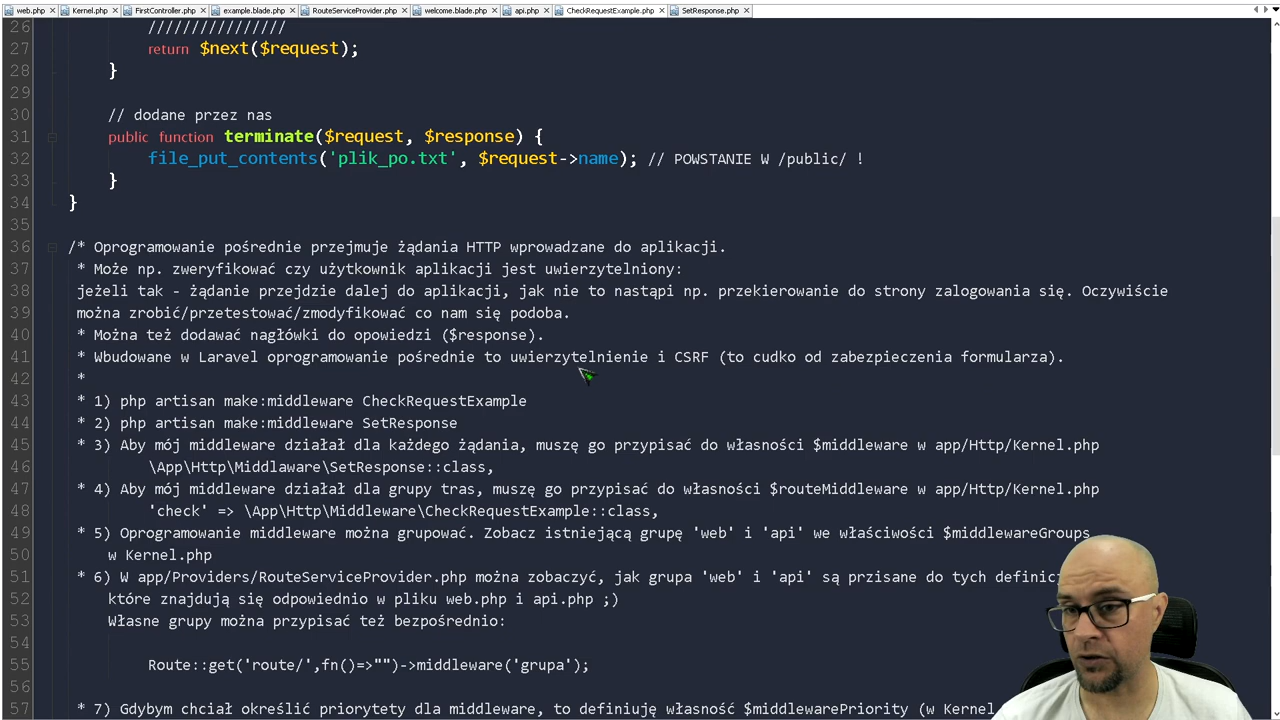 web.php Kernel.php FirstController.php example.blade.php RouteServiceProvider.php welcome.blade.php api.php CheckRequestExample.php SetResponse.php
26 ////////////////
27 return $next($request);
28 }
29
30 // dodane przez nas
31 public function terminate($request, $response) {
32 file_put_contents('plik_po.txt', $request->name); // POWSTANIE W /public/ !
33 }
34 }
35
36 /* Oprogramowanie pośrednie przejmuje żądania HTTP wprowadzane do aplikacji.
37 * Może np. zweryfikować czy użytkownik aplikacji jest uwierzytelniony:
38 jeżeli tak - żądanie przejdzie dalej do aplikacji, jak nie to nastąpi np. przekierowanie do strony zalogowania się. Oczywiście
39 można zrobić/przetestować/zmodyfikować co nam się podoba.
40 * Można też dodawać nagłówki do opowiedzi ($response).
41 * Wbudowane w Laravel oprogramowanie pośrednie to uwierzytelnienie i CSRF (to cudko od zabezpieczenia formularza).
42 *
43 * 1) php artisan make:middleware CheckRequestExample
44 * 2) php artisan make:middleware SetResponse
45 * 3) Aby mój middleware działał dla każdego żądania, muszę go przypisać do własności $middleware w app/Http/Kernel.php
46 \App\Http\Middlaware\SetResponse::class,
47 * 4) Aby mój middleware działał dla grupy tras, muszę go przypisać do własności $routeMiddleware w app/Http/Kernel.php
48 'check' => \App\Http\Middleware\CheckRequestExample::class,
49 * 5) Oprogramowanie middleware można grupować. Zobacz istniejącą grupę 'web' i 'api' we właściwości $middlewareGroups
50 w Kernel.php
51 * 6) W app/Providers/RouteServiceProvider.php można zobaczyć, jak grupa 'web' i 'api' są przisane do tych definic
52 które znajdują się odpowiednio w pliku web.php i api.php ;)
53 Własne grupy można przypisać też bezpośrednio:
54
55 Route::get('route/',fn()=>"")->middleware('grupa');
56
57 * 7) Gdybym chciał określić priorytety dla middleware, to definiuję własność $middlewarePriority (w Kernel